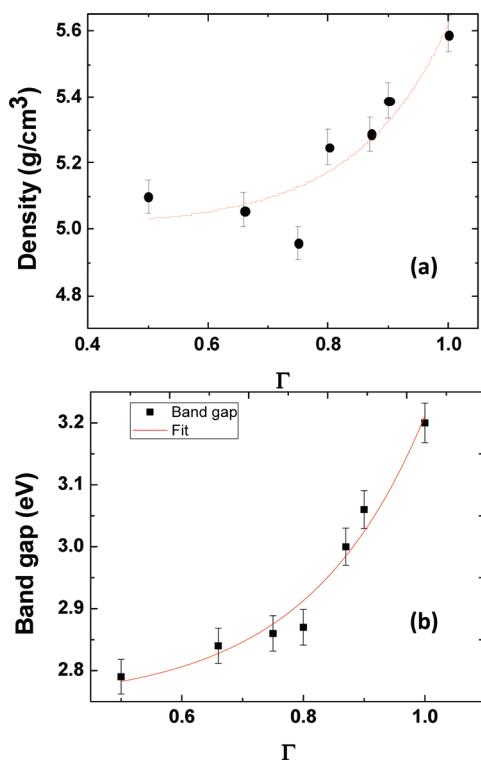 5.6
5.4
5.2
5.0
4.8
Density (g/cm³)
(a)
0.4 0.6 0.8 1.0
Γ
Band gap
Fit
3.2
3.1
3.0
2.9
2.8
Band gap (eV)
(b)
0.6 0.8 1.0
Γ